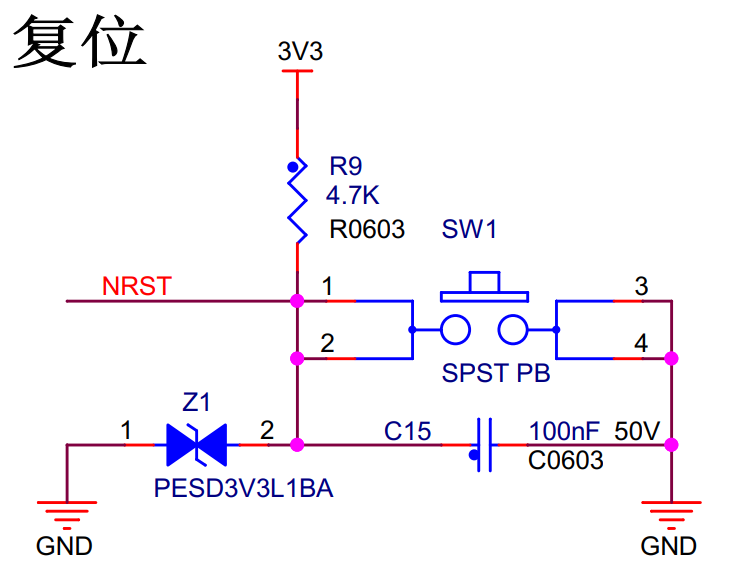 复位
3V3
R9
4.7K
R0603
SW1
NRST
1
3
2
4
SPST PB
Z1
1
2
C15
100nF 50V
C0603
PESD3V3L1BA
GND
GND